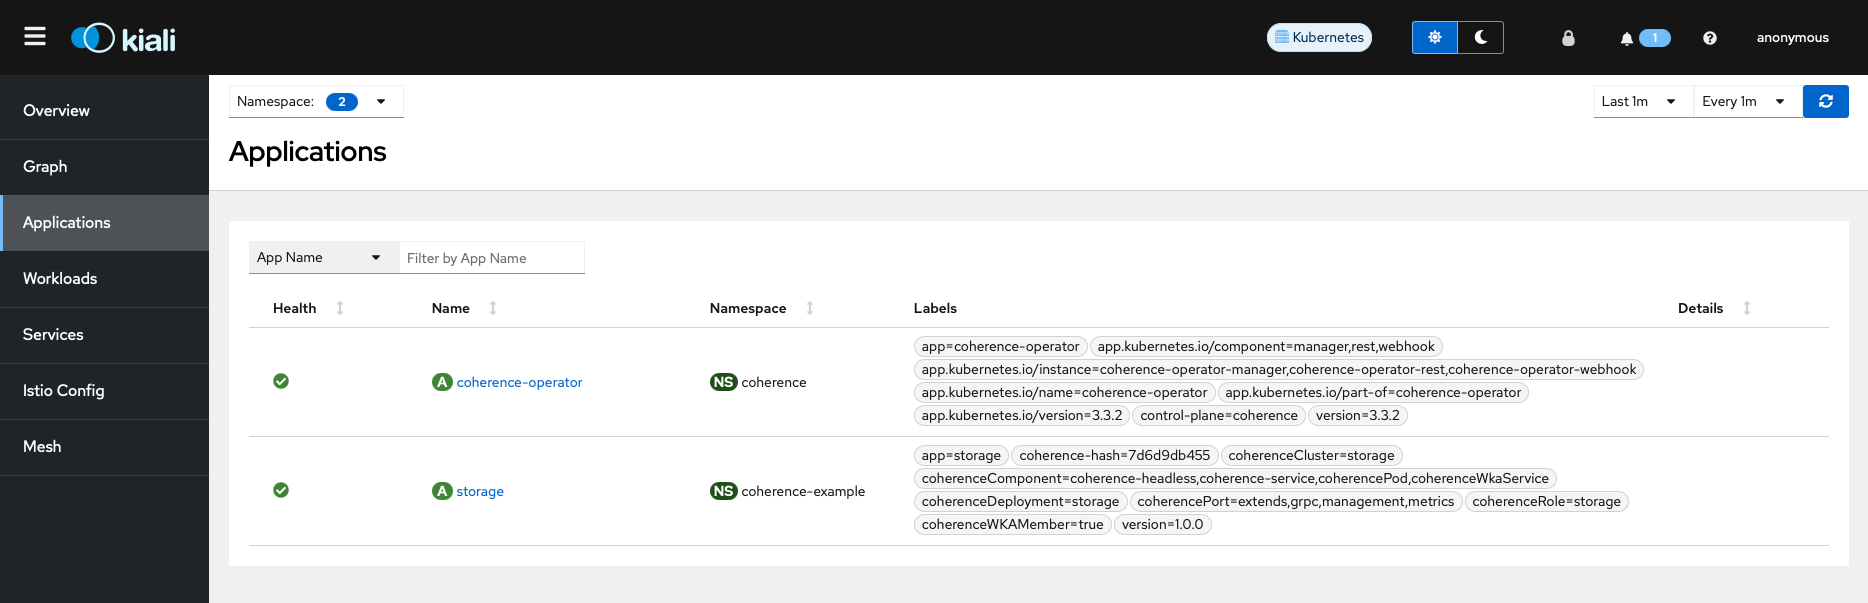 kiali
Kubernetes
1
anonymous
Overview
Graph
Applications
Workloads
Services
Istio Config
Mesh
Namespace: 2
Last 1m
Every 1m
Applications
App Name
Filter by App Name
Health Name Namespace Labels Details
A coherence-operator
NS coherence
app=coherence-operator app.kubernetes.io/component=manager,rest,webhook
app.kubernetes.io/instance=coherence-operator-manager,coherence-operator-rest,coherence-operator-webhook
app.kubernetes.io/name=coherence-operator app.kubernetes.io/part-of=coherence-operator
app.kubernetes.io/version=3.3.2 control-plane=coherence version=3.3.2
A storage
NS coherence-example
app=storage coherence-hash=7d6d9db455 coherenceCluster=storage
coherenceComponent=coherence-headless,coherence-service,coherencePod,coherenceWkaService
coherenceDeployment=storage coherencePort=extends,grpc,management,metrics coherenceRole=storage
coherenceWKAMember=true version=1.0.0